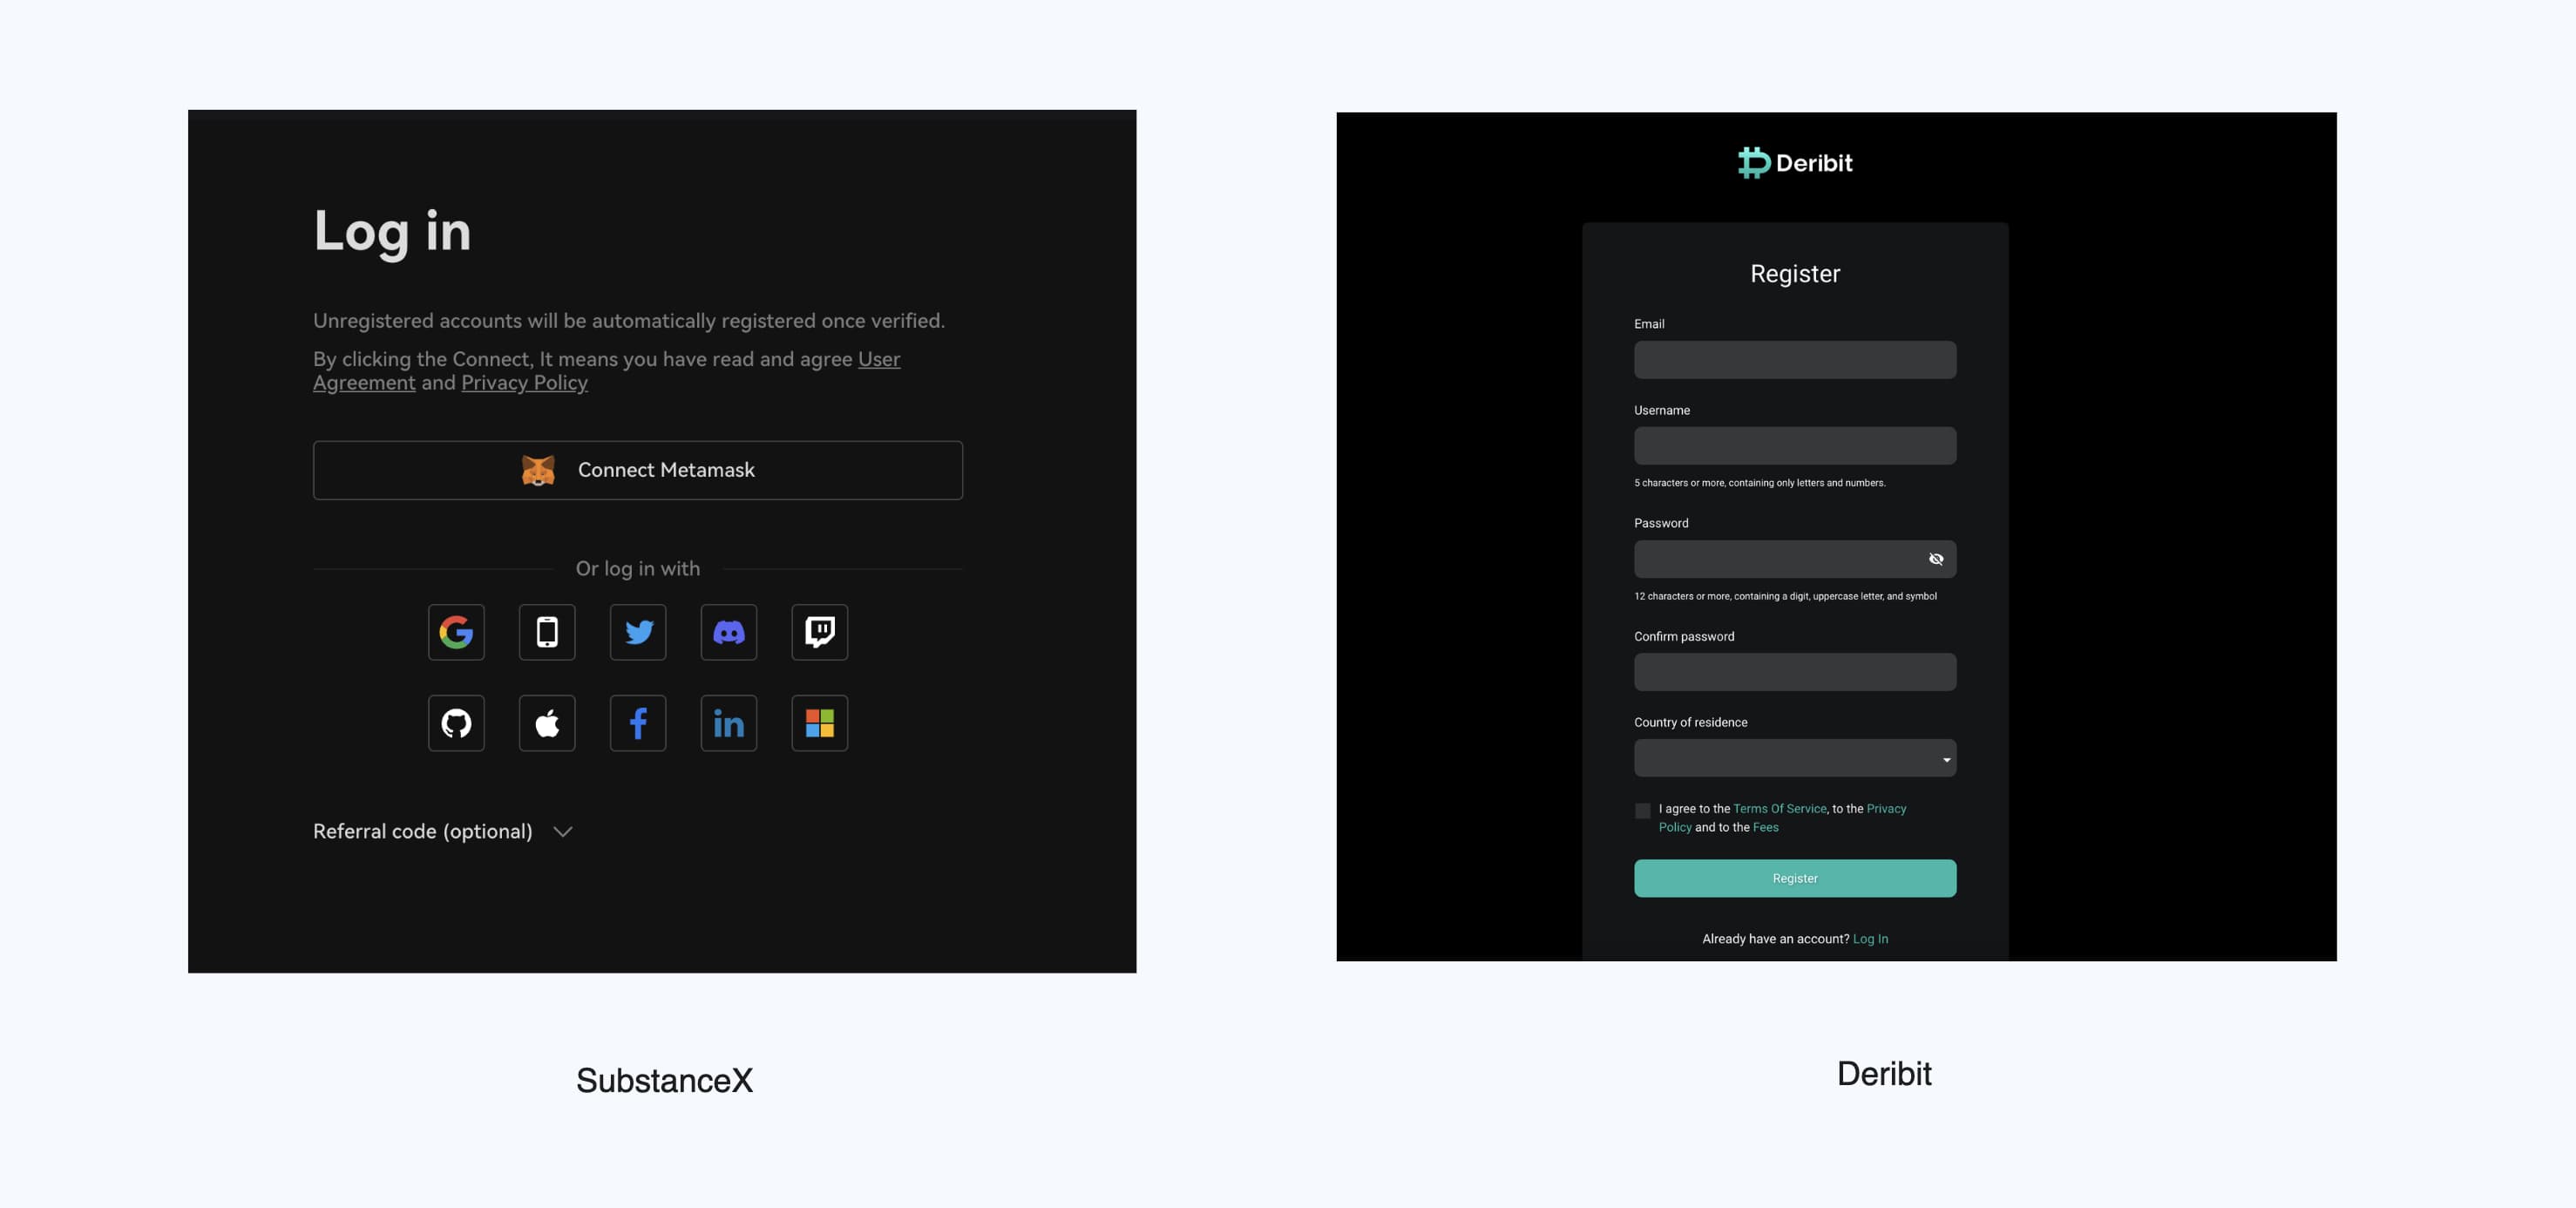 Log in
Unregistered accounts will be automatically registered once verified.
By clicking the Connect, It means you have read and agree User
Agreement and Privacy Policy
Connect Metamask
Or log in with
Referral code (optional)
SubstanceX
Deribit
Register
Email
Username
5 characters or more, containing only letters and numbers.
Password
12 characters or more, containing a digit, uppercase letter, and symbol
Confirm password
Country of residence
I agree to the Terms Of Service, to the Privacy
Policy and to the Fees
Register
Already have an account? Log In
Deribit